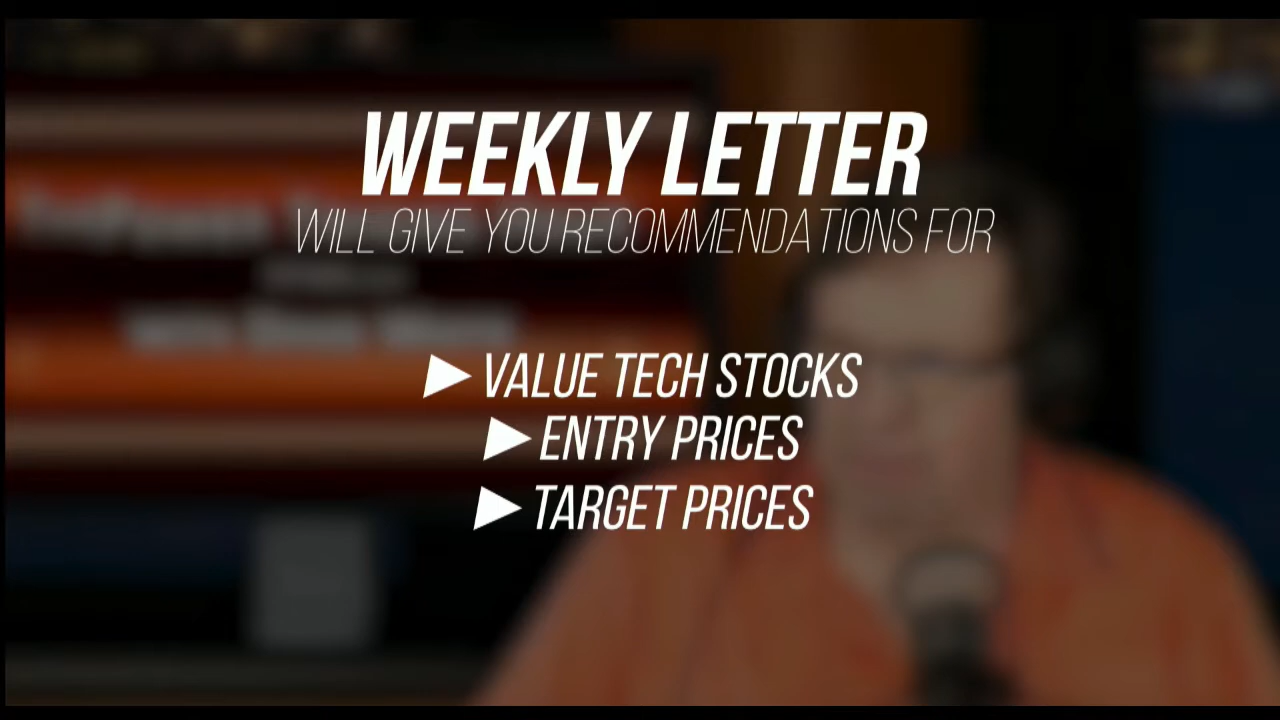 WEEKLY LETTER
WILL GIVE YOU RECOMMENDATIONS FOR
▶ VALUE TECH STOCKS
▶ ENTRY PRICES
▶ TARGET PRICES